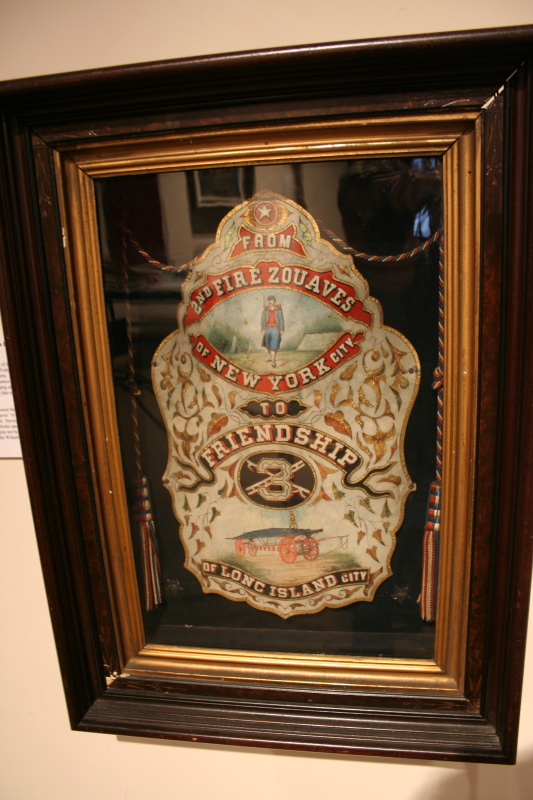 FROM
2ND FIRE ZOUAVES
OF NEW YORK CITY
TO
FRIENDSHIP
3
OF LONG ISLAND CITY